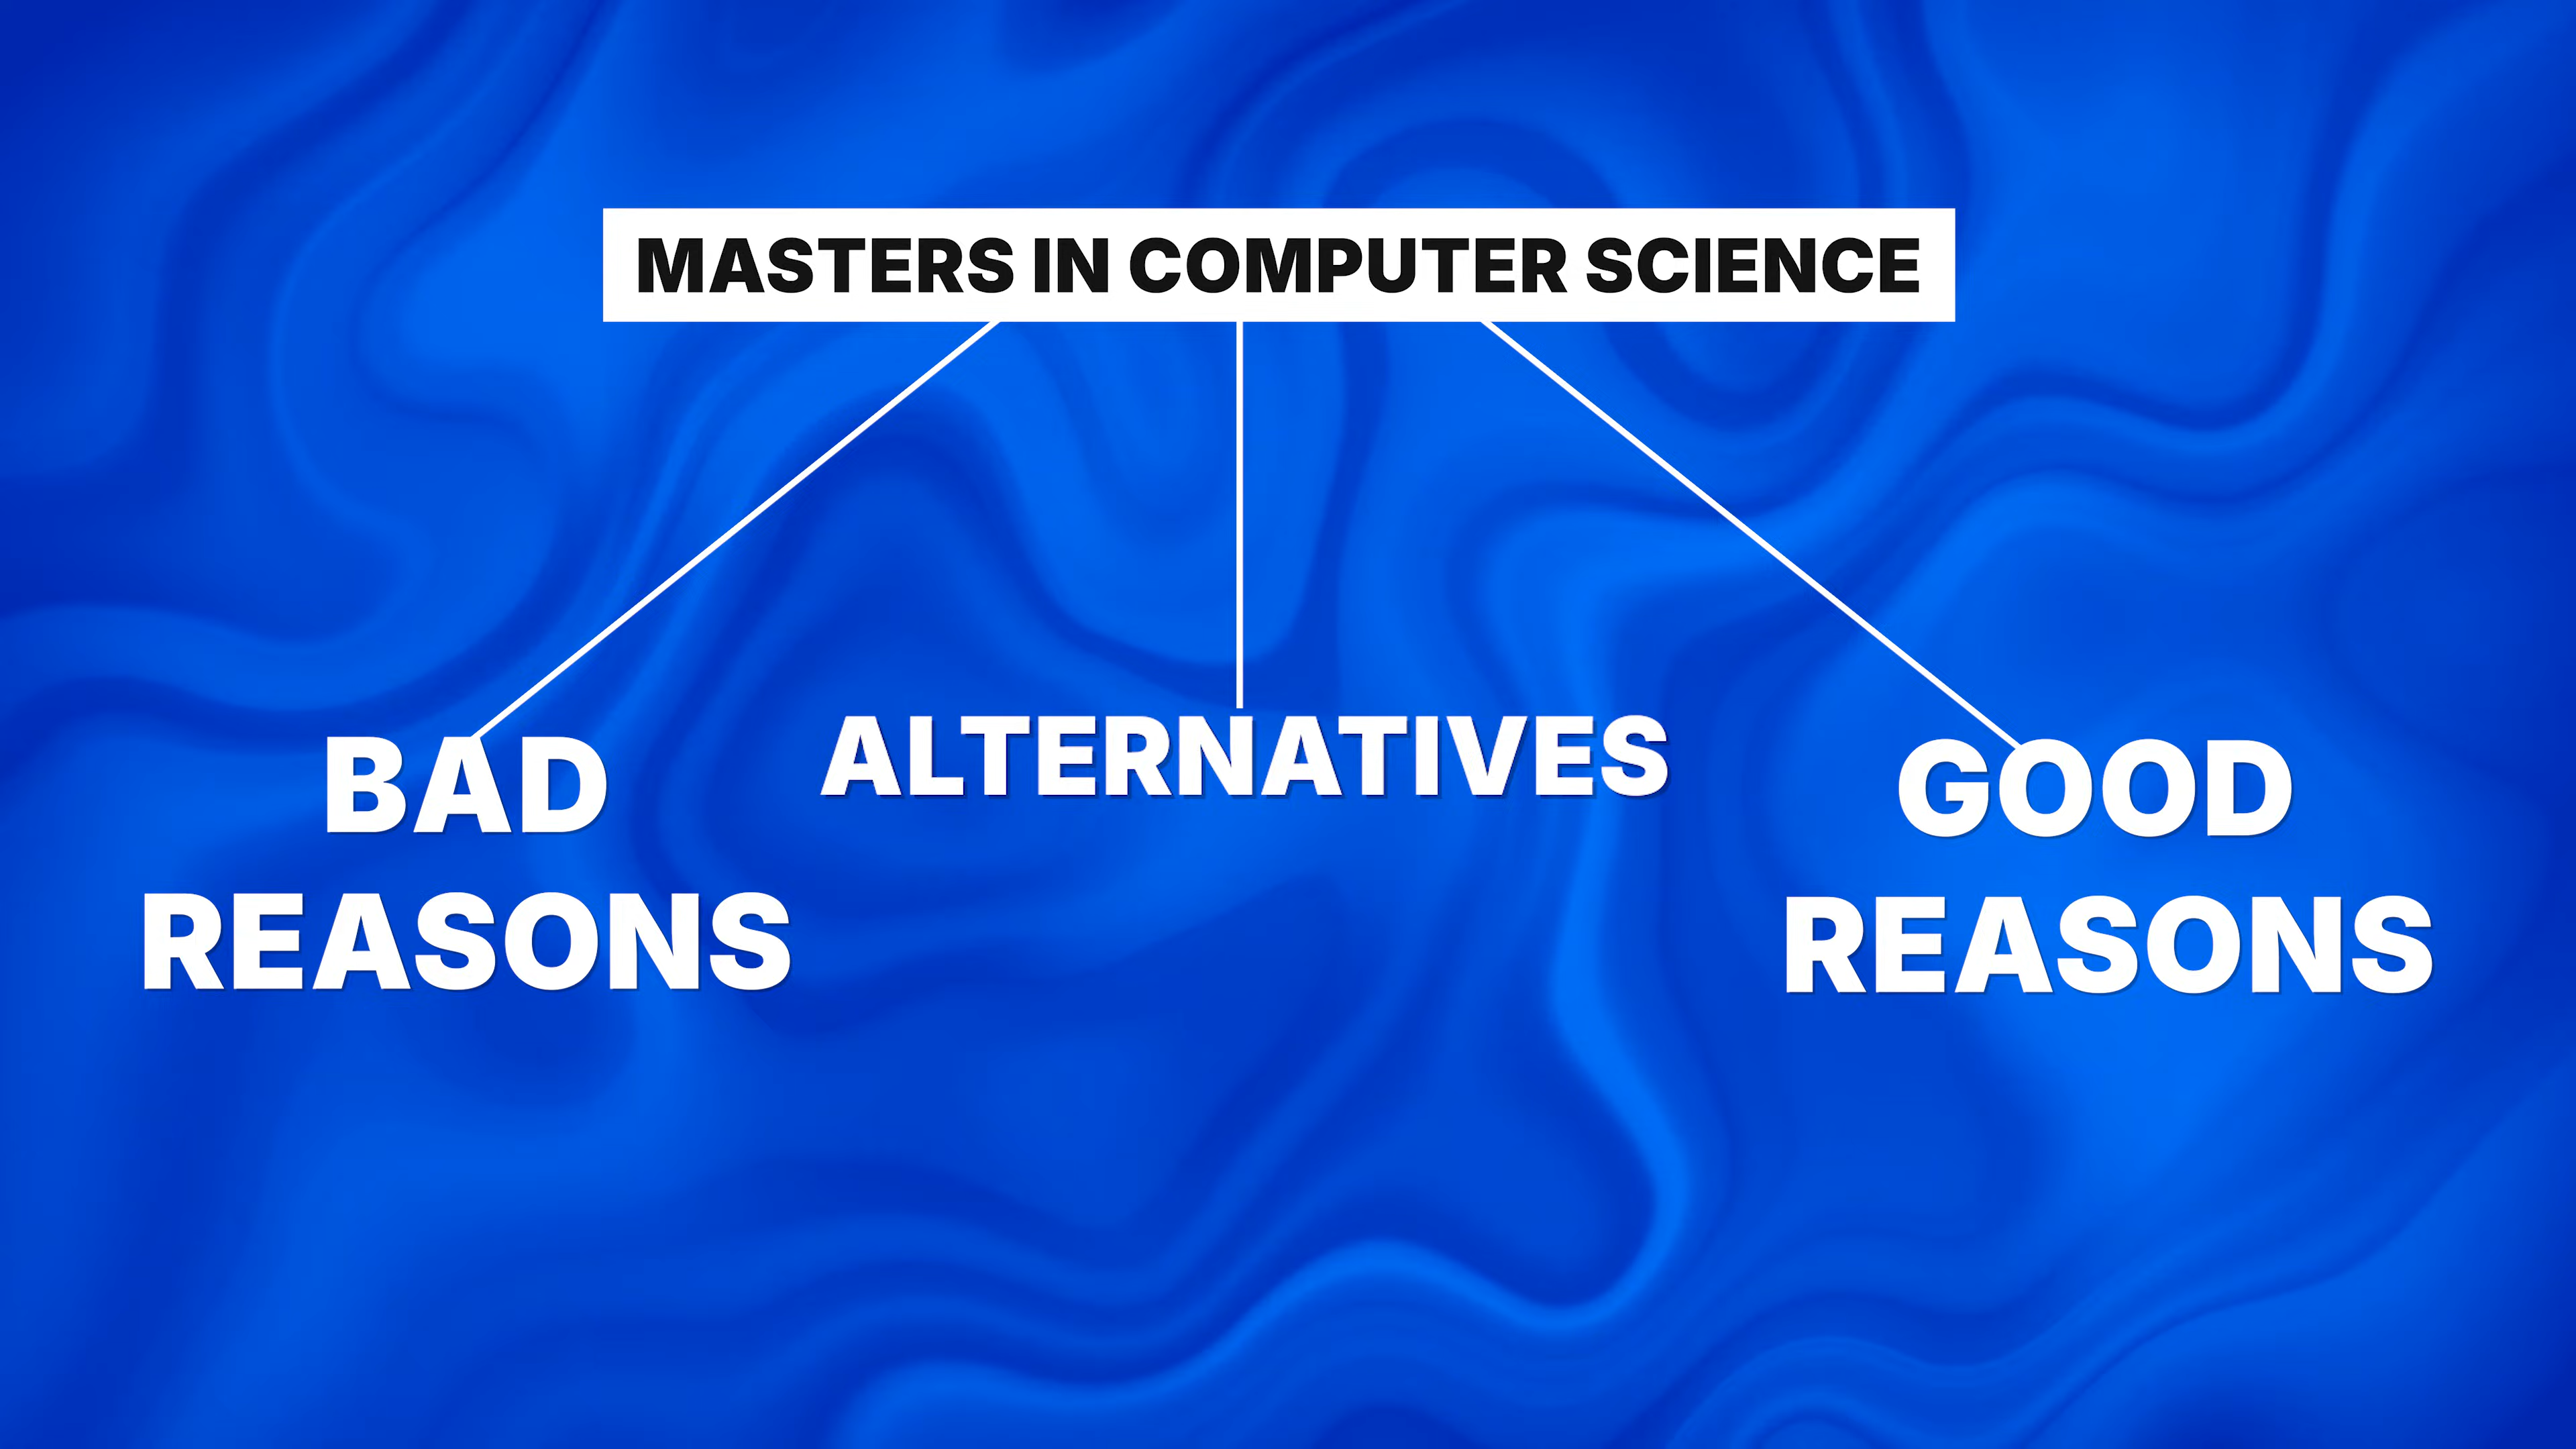 MASTERS IN COMPUTER SCIENCE
BAD
REASONS
ALTERNATIVES
GOOD
REASONS